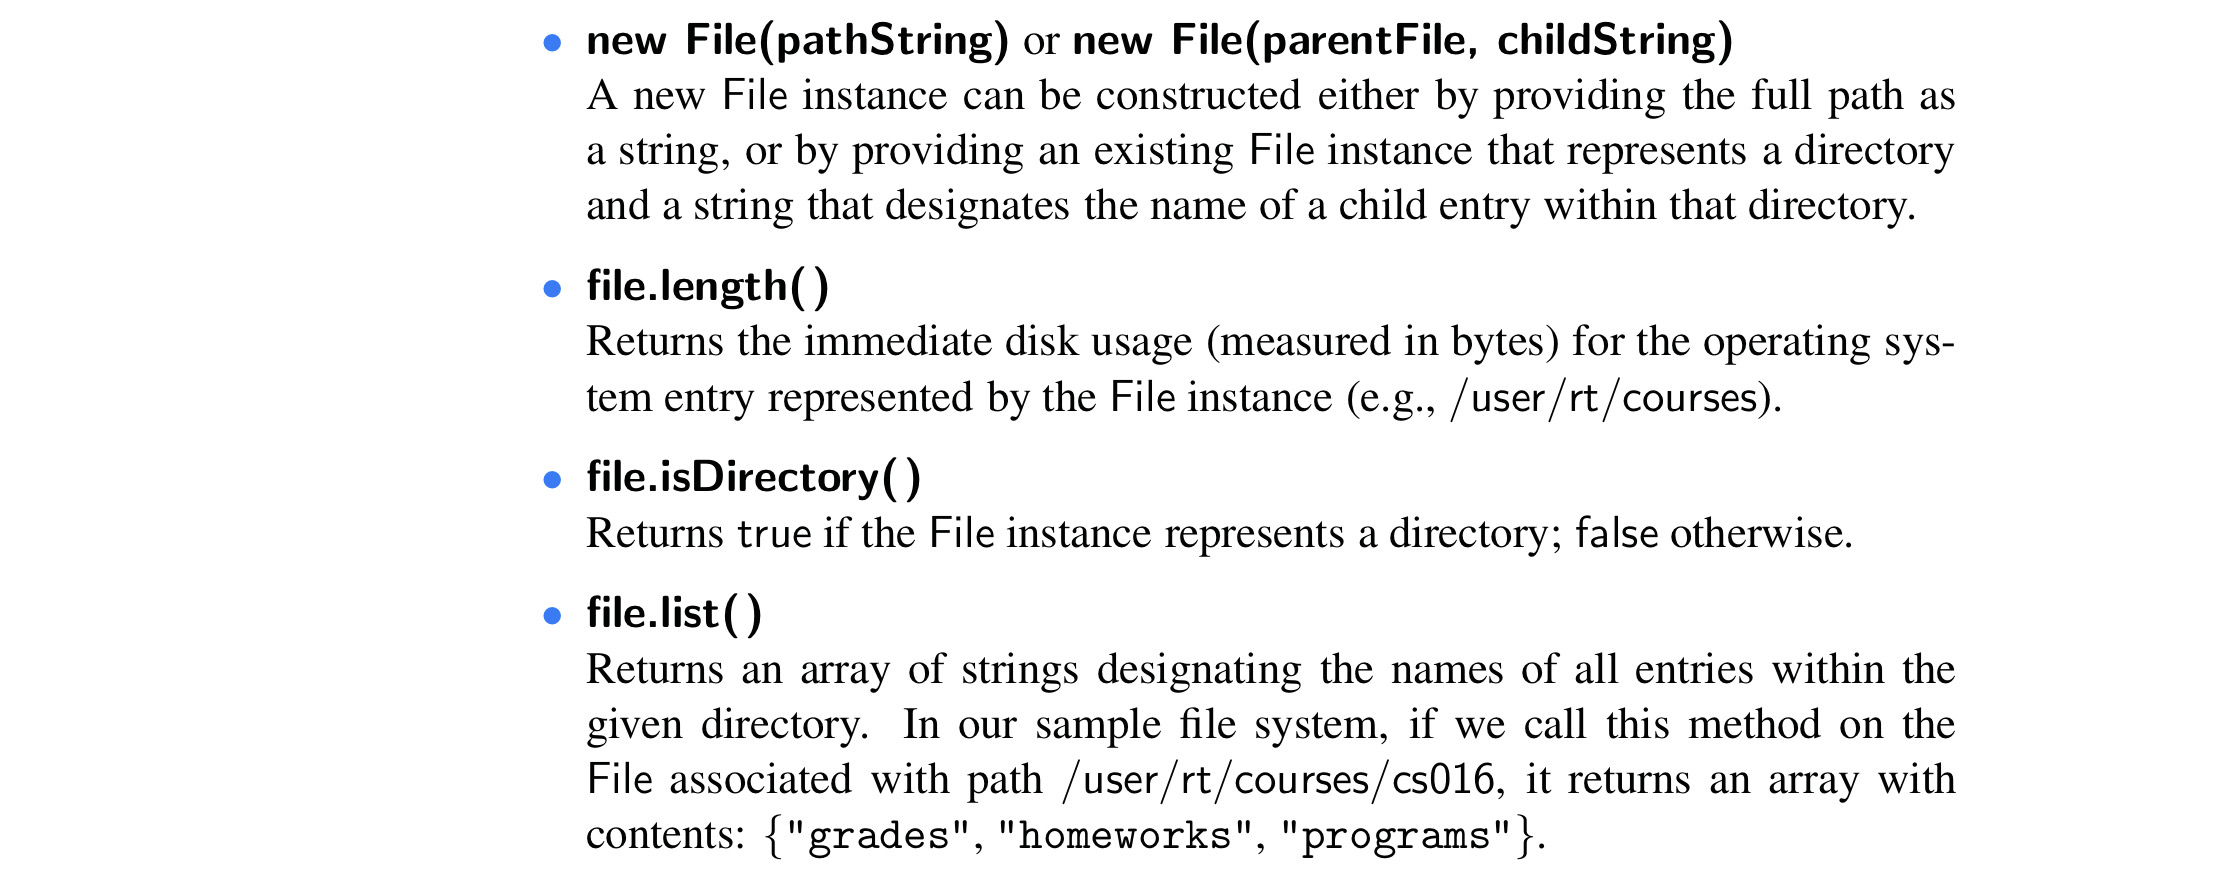 • new File(pathString) or new File(parentFile, childString)
A new File instance can be constructed either by providing the full path as
a string, or by providing an existing File instance that represents a directory
and a string that designates the name of a child entry within that directory.
• file.length( )
Returns the immediate disk usage (measured in bytes) for the operating sys-
tem entry represented by the File instance (e.g., /user/rt/courses).
• file.isDirectory( )
Returns true if the File instance represents a directory; false otherwise.
• file.list( )
Returns an array of strings designating the names of all entries within the
given directory. In our sample file system, if we call this method on the
File associated with path /user/rt/courses/cs016, it returns an array with
contents: {"grades", "homeworks", "programs"}.